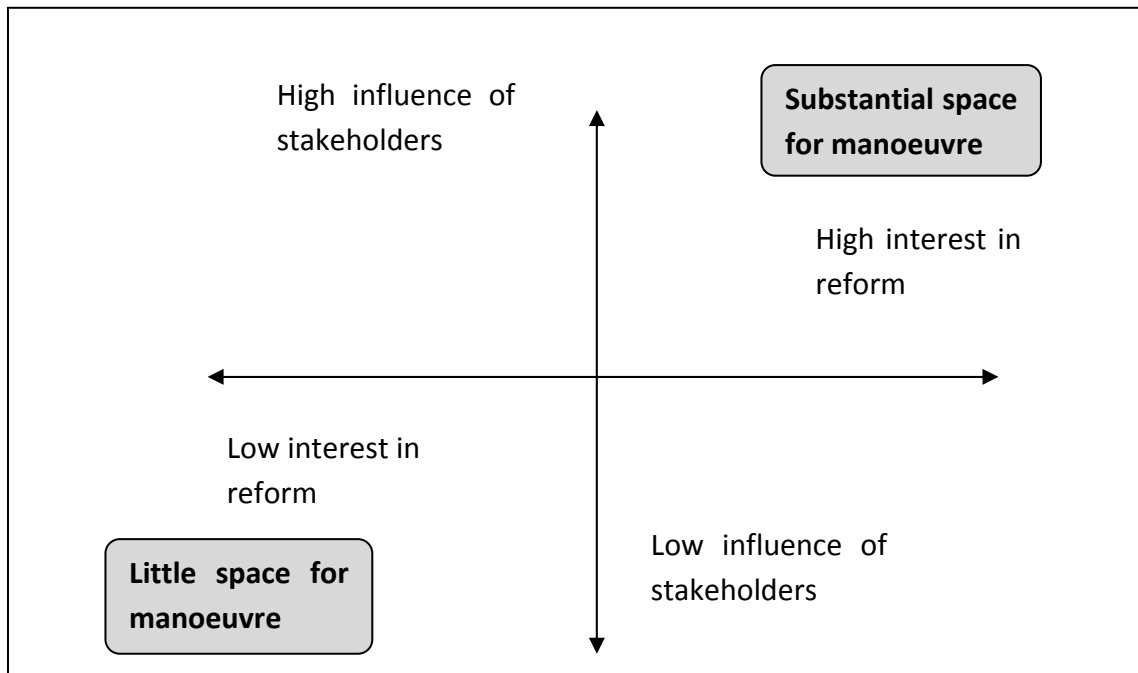 High influence of
stakeholders
Substantial space
for manoeuvre
High interest in
reform
Low interest in
reform
Low influence of
stakeholders
Little space for
manoeuvre